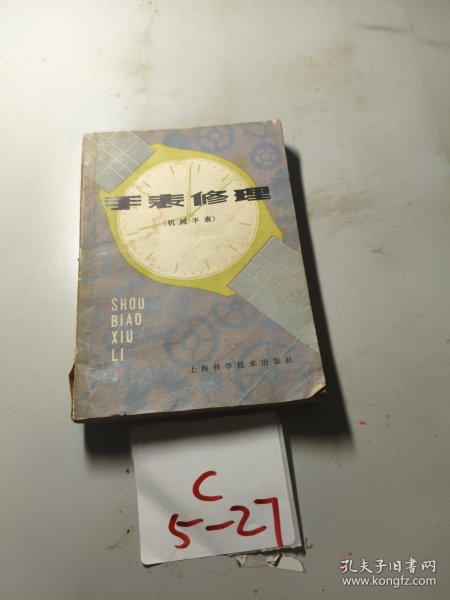 手表修理
（机械手表）
SHOU
BIAO
XIU
LI
上海科学技术出版社
C
5-27
孔夫子旧书网
www.kongfz.com